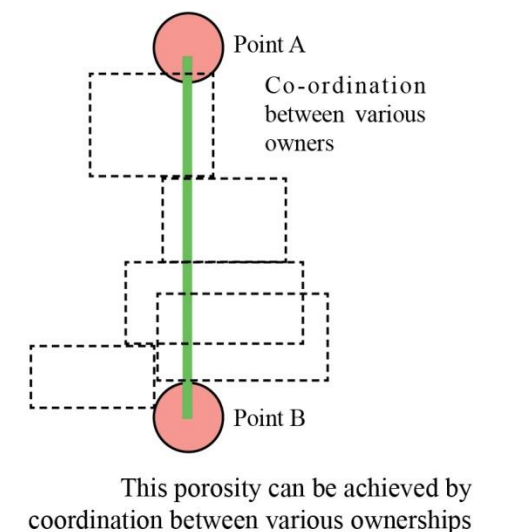 Point A
Co-ordination
between various
owners
Point B
This porosity can be achieved by
coordination between various ownerships